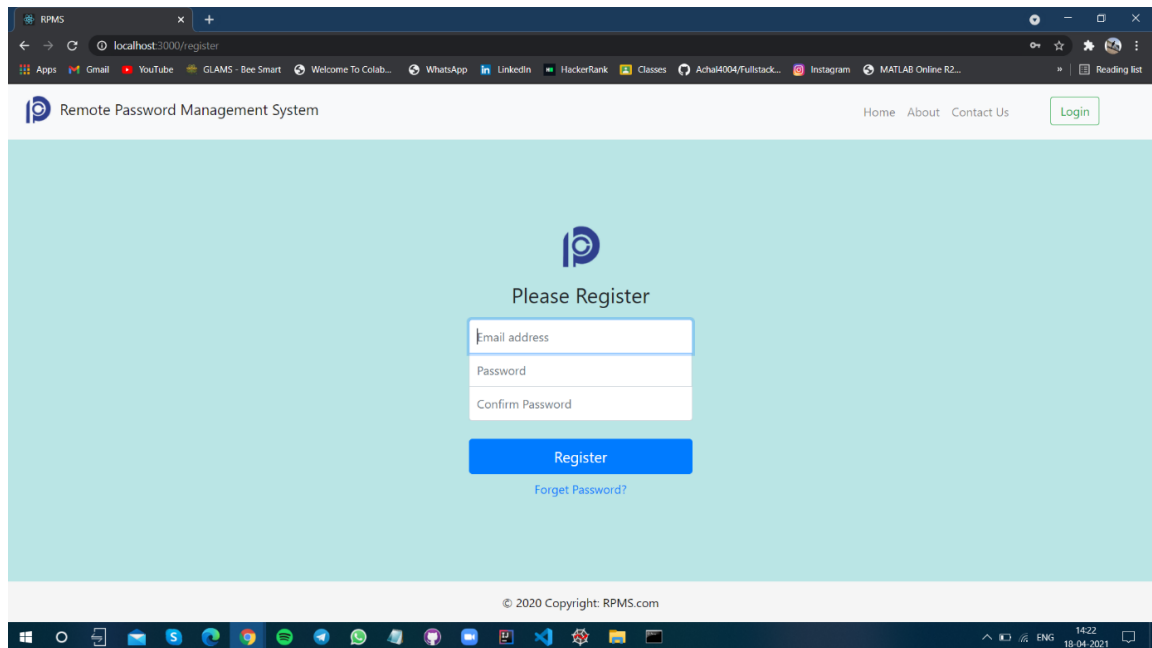 RPMS
localhost:3000/register
Apps Gmail YouTube GLAMS - Bee Smart Welcome To Colab... WhatsApp LinkedIn HackerRank Classes Achal4004/Fullstack... Instagram MATLAB Online R2... » Reading list
Remote Password Management System Home About Contact Us Login
Please Register
Email address
Password
Confirm Password
Register
Forget Password?
© 2020 Copyright: RPMS.com
ENG 14:22
18-04-2021